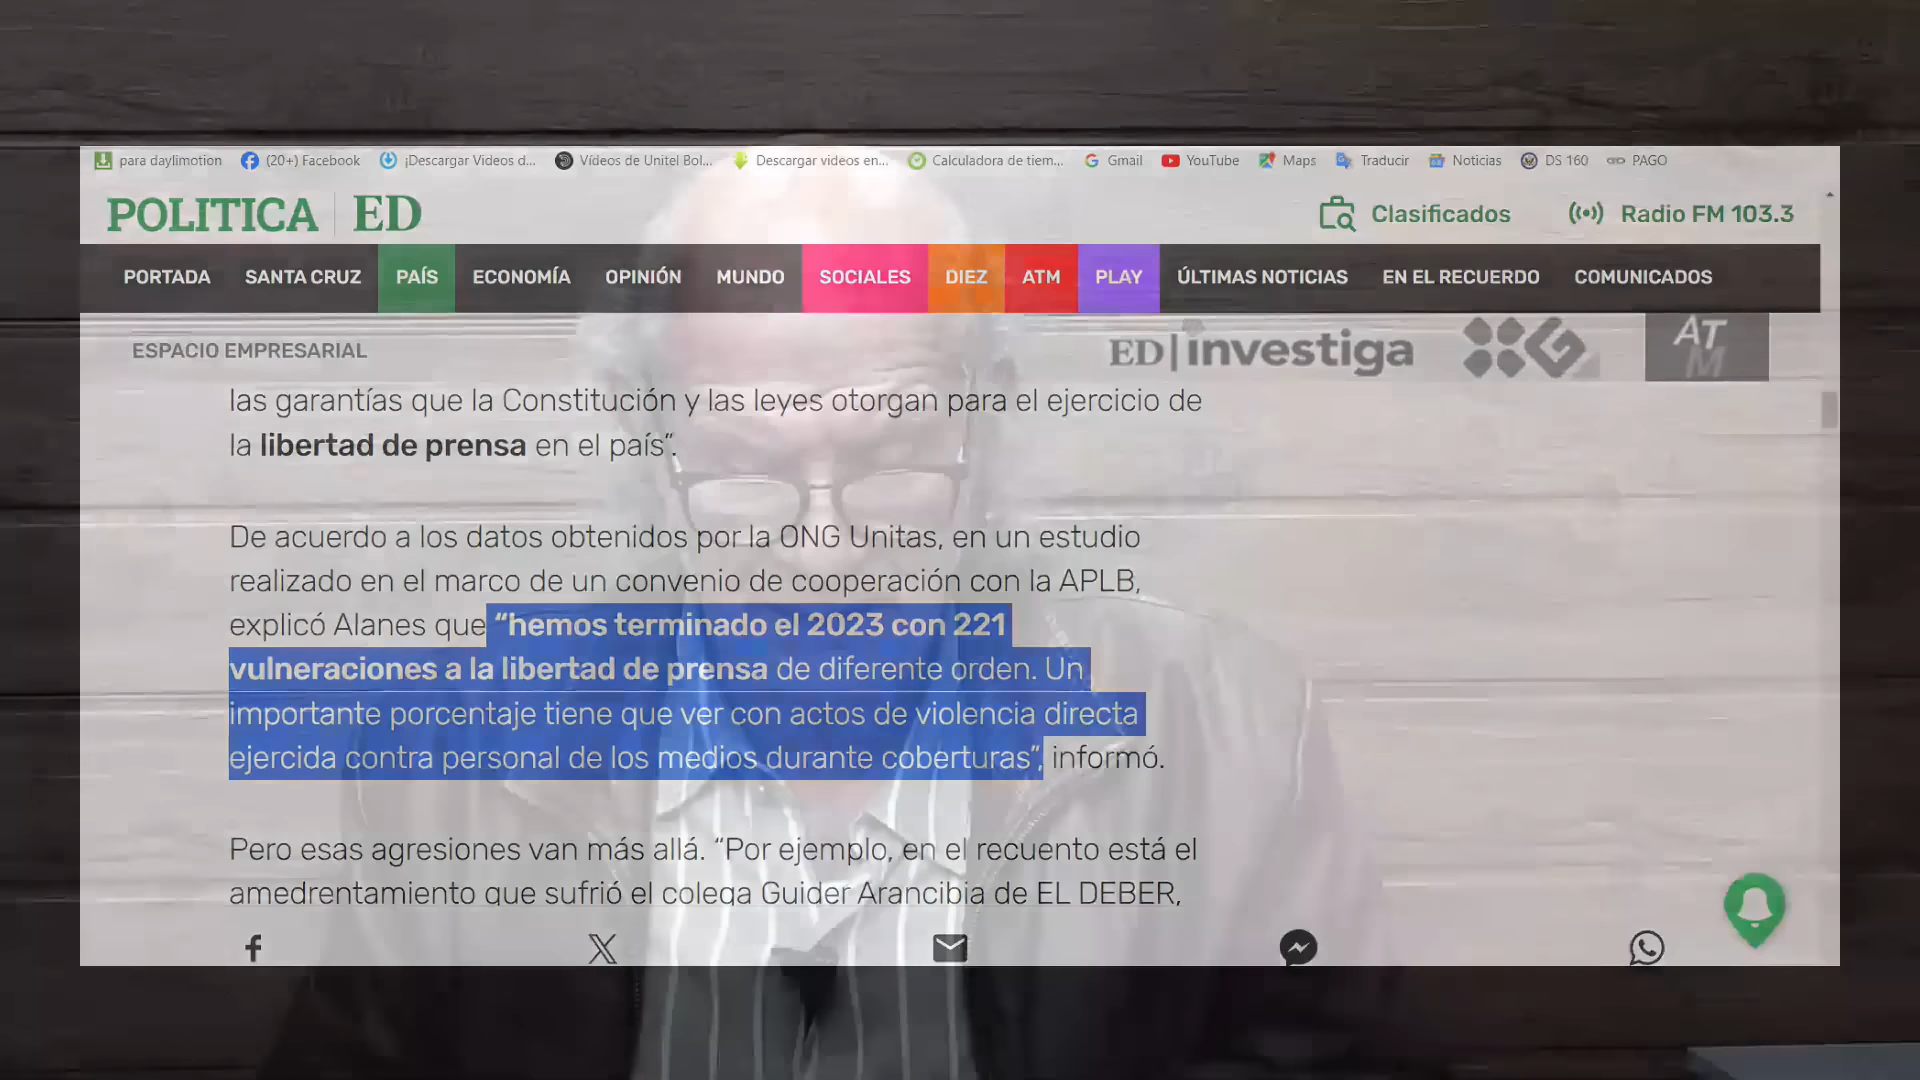 para daylimotion (20+) Facebook ¡Descargar Videos d... Vídeos de Unitel Bol... Descargar videos en... Calculadora de tiem... Gmail YouTube Maps Traducir Noticias DS 160 PAGO
POLITICA ED Clasificados Radio FM 103.3
PORTADA SANTA CRUZ PAÍS ECONOMÍA OPINIÓN MUNDO SOCIALES DIEZ ATM PLAY ÚLTIMAS NOTICIAS EN EL RECUERDO COMUNICADOS
ESPACIO EMPRESARIAL ED|investiga G ATM
las garantías que la Constitución y las leyes otorgan para el ejercicio de
la libertad de prensa en el país”.
De acuerdo a los datos obtenidos por la ONG Unitas, en un estudio
realizado en el marco de un convenio de cooperación con la APLB,
explicó Alanes que “hemos terminado el 2023 con 221
vulneraciones a la libertad de prensa de diferente orden. Un
importante porcentaje tiene que ver con actos de violencia directa
ejercida contra personal de los medios durante coberturas”, informó.
Pero esas agresiones van más allá. “Por ejemplo, en el recuento está el
amedrentamiento que sufrió el colega Guider Arancibia de EL DEBER,